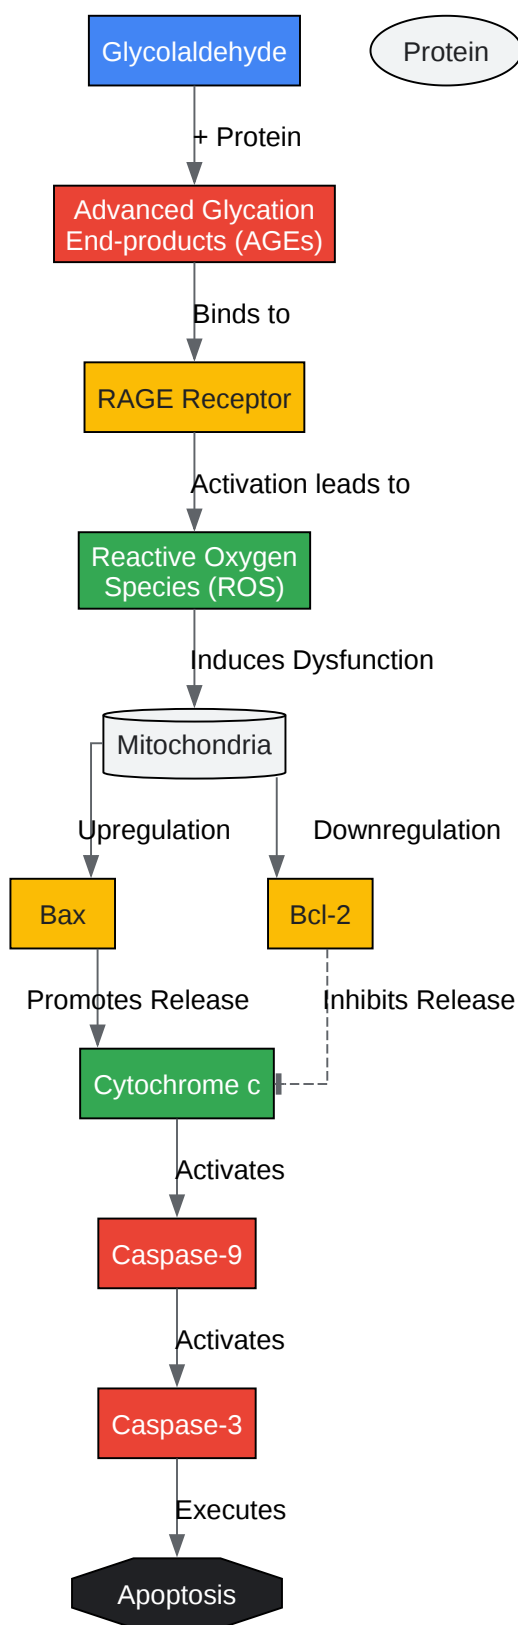 Glycolaldehyde
Protein
+ Protein
Advanced Glycation
End-products (AGEs)
Binds to
RAGE Receptor
Activation leads to
Reactive Oxygen
Species (ROS)
Induces Dysfunction
Mitochondria
Upregulation
Downregulation
Bax
Bcl-2
Promotes Release
Inhibits Release
Cytochrome c
Activates
Caspase-9
Activates
Caspase-3
Executes
Apoptosis